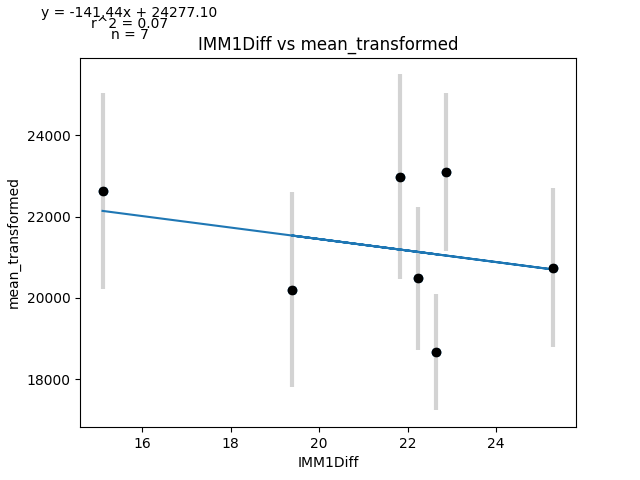 y = -141.44x + 24277.10
r^2 = 0.07
n = 7
IMM1Diff vs mean_transformed
24000
22000
20000
18000
mean_transformed
16
18
20
22
24
IMM1Diff